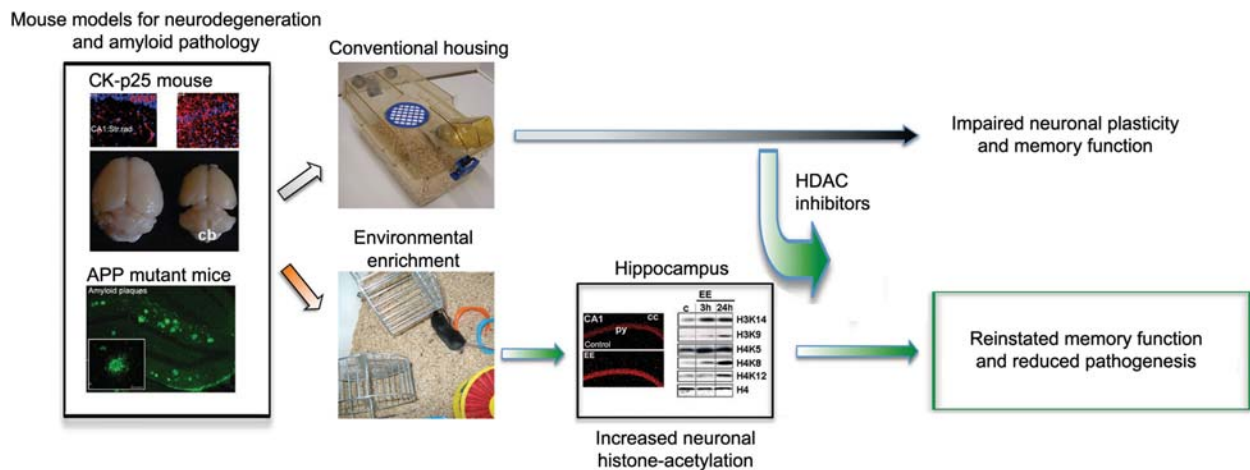 Mouse models for neurodegeneration
and amyloid pathology
CK-p25 mouse
CA1:Str.rad
cb
APP mutant mice
Amyloid plaques
Conventional housing
Environmental
enrichment
Hippocampus
CA1
cc
py
Control
EE
EE
c 3h 24h
H3K14
H3K9
H4K5
H4K8
H4K12
H4
Increased neuronal
histone-acetylation
HDAC
inhibitors
Impaired neuronal plasticity
and memory function
Reinstated memory function
and reduced pathogenesis